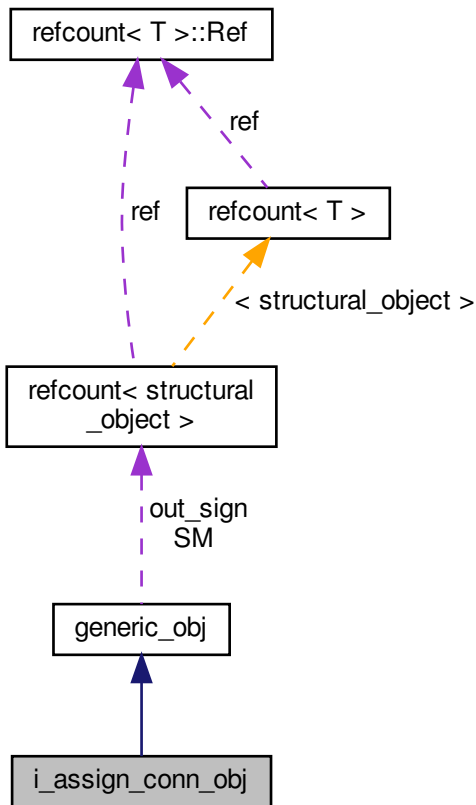 refcount< T >::Ref
ref
refcount< T >
ref
< structural_object >
refcount< structural
_object >
out_sign
SM
generic_obj
i_assign_conn_obj